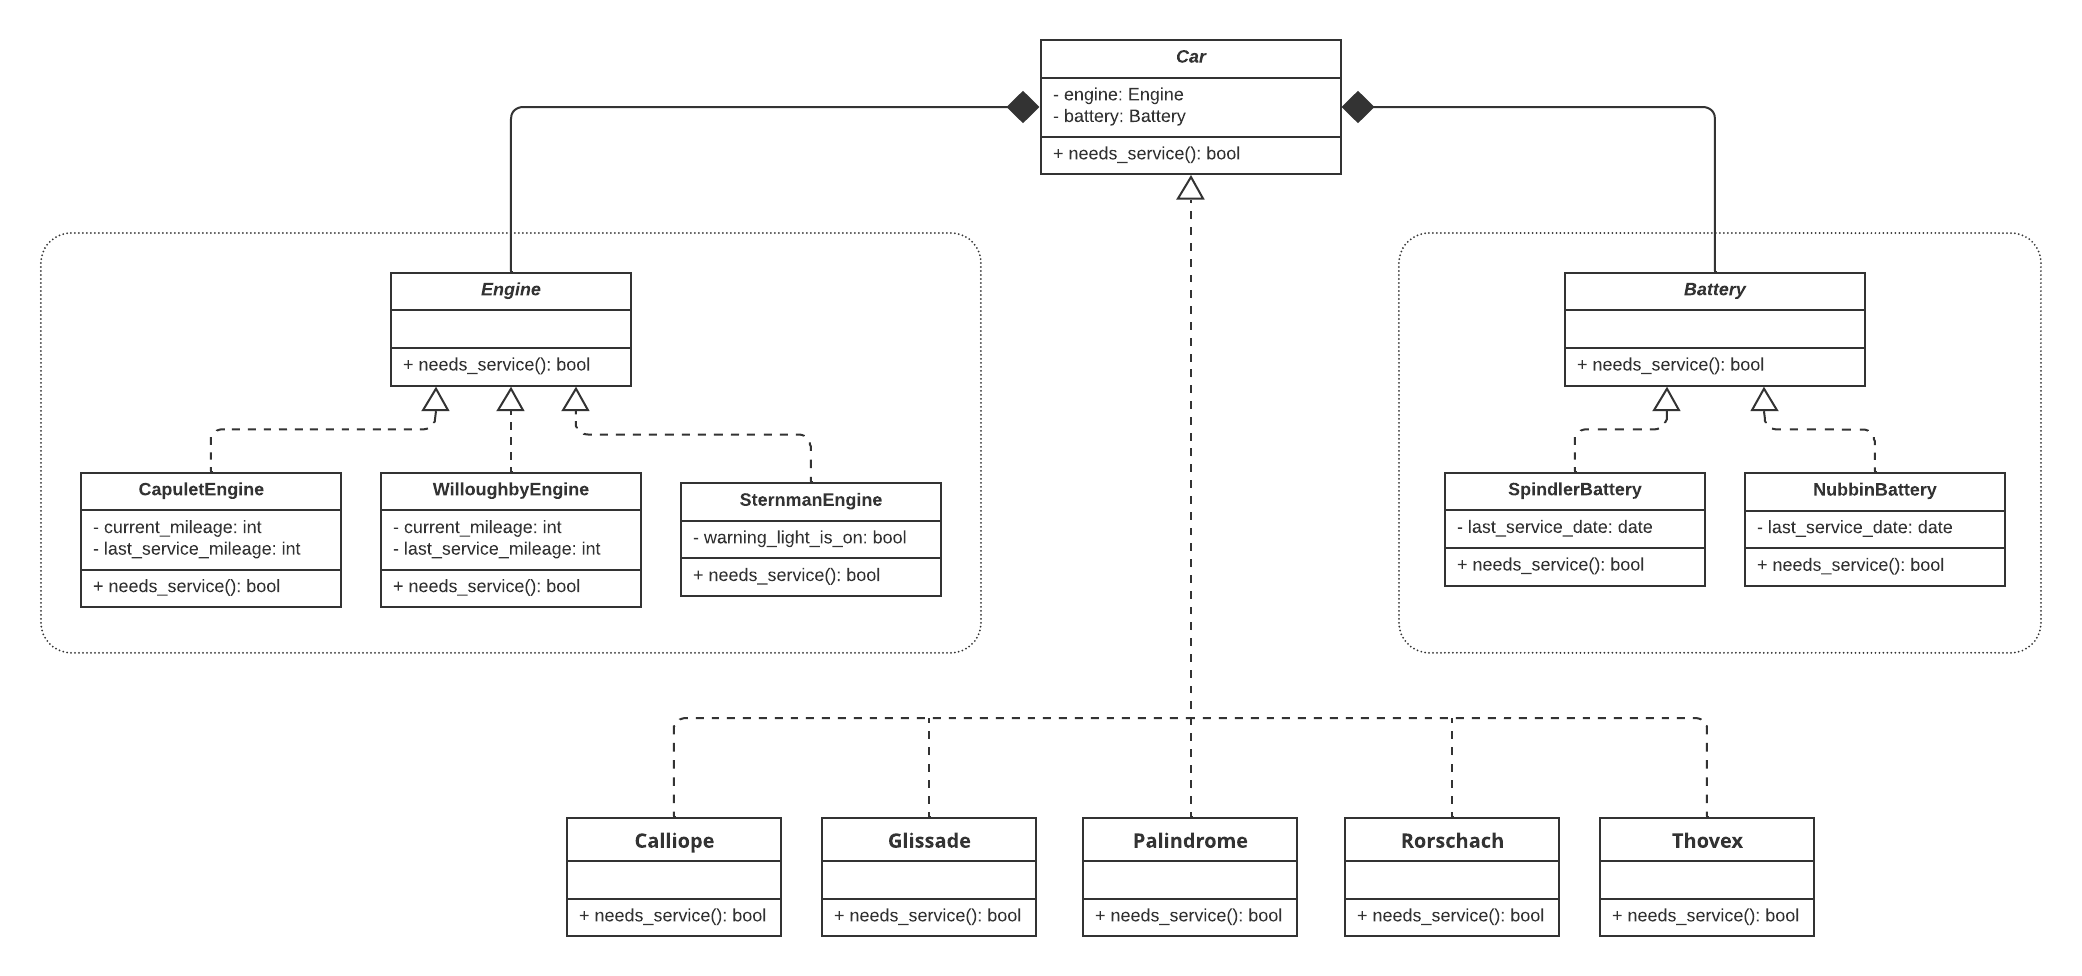 Car
- engine: Engine
- battery: Battery
+ needs_service(): bool
Engine
+ needs_service(): bool
Battery
+ needs_service(): bool
CapuletEngine
- current_mileage: int
- last_service_mileage: int
+ needs_service(): bool
WilloughbyEngine
- current_mileage: int
- last_service_mileage: int
+ needs_service(): bool
SternmanEngine
- warning_light_is_on: bool
+ needs_service(): bool
SpindlerBattery
- last_service_date: date
+ needs_service(): bool
NubbinBattery
- last_service_date: date
+ needs_service(): bool
Calliope
+ needs_service(): bool
Glissade
+ needs_service(): bool
Palindrome
+ needs_service(): bool
Rorschach
+ needs_service(): bool
Thovex
+ needs_service(): bool